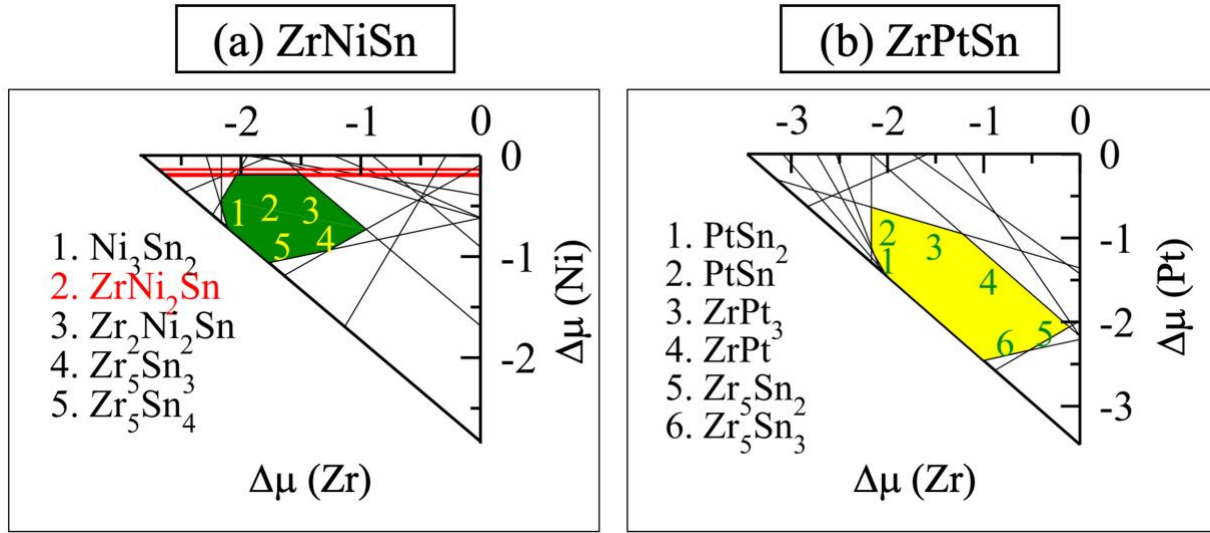 (a) ZrNiSn
-2 -1 0
0
-1
-2
Δμ (Ni)
1 2 3
5 4
1. Ni₃Sn₂
2. ZrNi₂Sn
3. Zr₂Ni₂Sn
4. Zr₅Sn₃
5. Zr₅Sn₄
Δμ (Zr)
(b) ZrPtSn
-3 -2 -1 0
0
-1
-2
-3
Δμ (Pt)
2 3
1 4
6 5
1. PtSn₂
2. PtSn
3. ZrPt₃
4. ZrPt
5. Zr₅Sn₂
6. Zr₅Sn₃
Δμ (Zr)